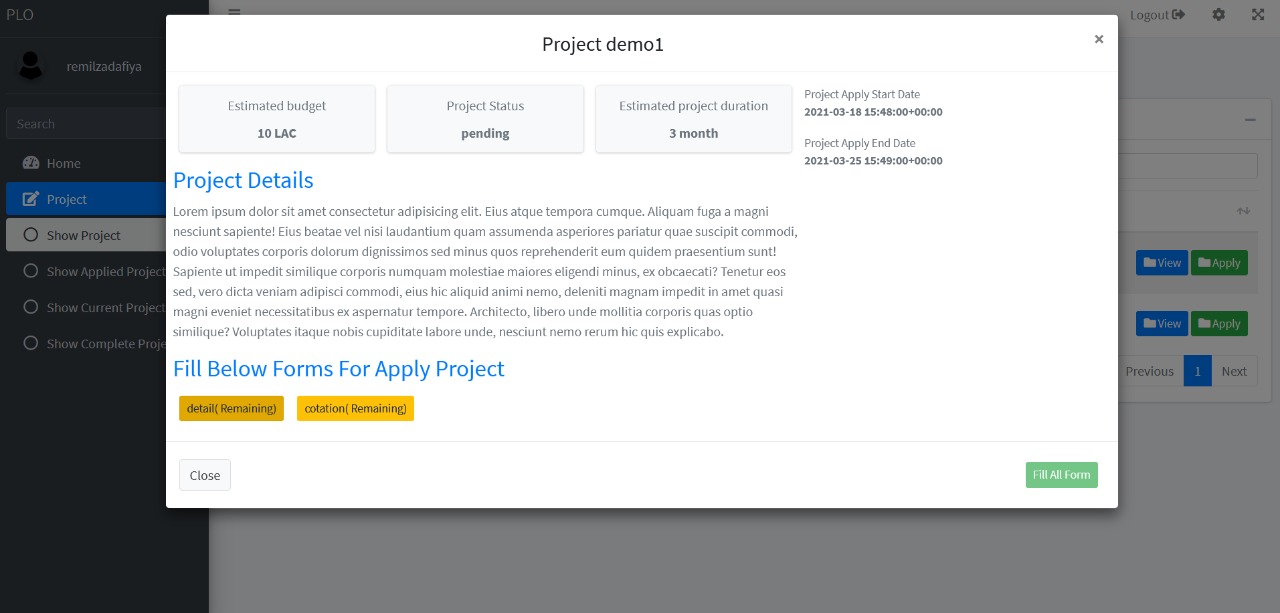 PLO
Logout
remilzadafiya
Search
Home
Project
Show Project
Show Applied Project
Show Current Project
Show Complete Proje
Project demo1
×
Estimated budget
10 LAC
Project Status
pending
Estimated project duration
3 month
Project Apply Start Date
2021-03-18 15:48:00+00:00
Project Apply End Date
2021-03-25 15:49:00+00:00
Project Details
Lorem ipsum dolor sit amet consectetur adipisicing elit. Eius atque tempora cumque. Aliquam fuga a magni
nesciunt sapiente! Eius beatae vel nisi laudantium quam assumenda asperiores pariatur quae suscipit commodi,
odio voluptates corporis dolorum dignissimos sed minus quos reprehenderit eum quidem praesentium sunt!
Sapiente ut impedit similique corporis numquam molestiae maiores eligendi minus, ex obcaecati? Tenetur eos
sed, vero dicta veniam adipisci commodi, eius hic aliquid animi nemo, deleniti magnam impedit in amet quasi
magni eveniet necessitatibus ex aspernatur tempore. Architecto, libero unde mollitia corporis quas optio
similique? Voluptates itaque nobis cupiditate labore unde, nesciunt nemo rerum hic quis explicabo.
Fill Below Forms For Apply Project
detail( Remaining) cotation( Remaining)
Close
Fill All Form
View Apply
View Apply
Previous 1 Next